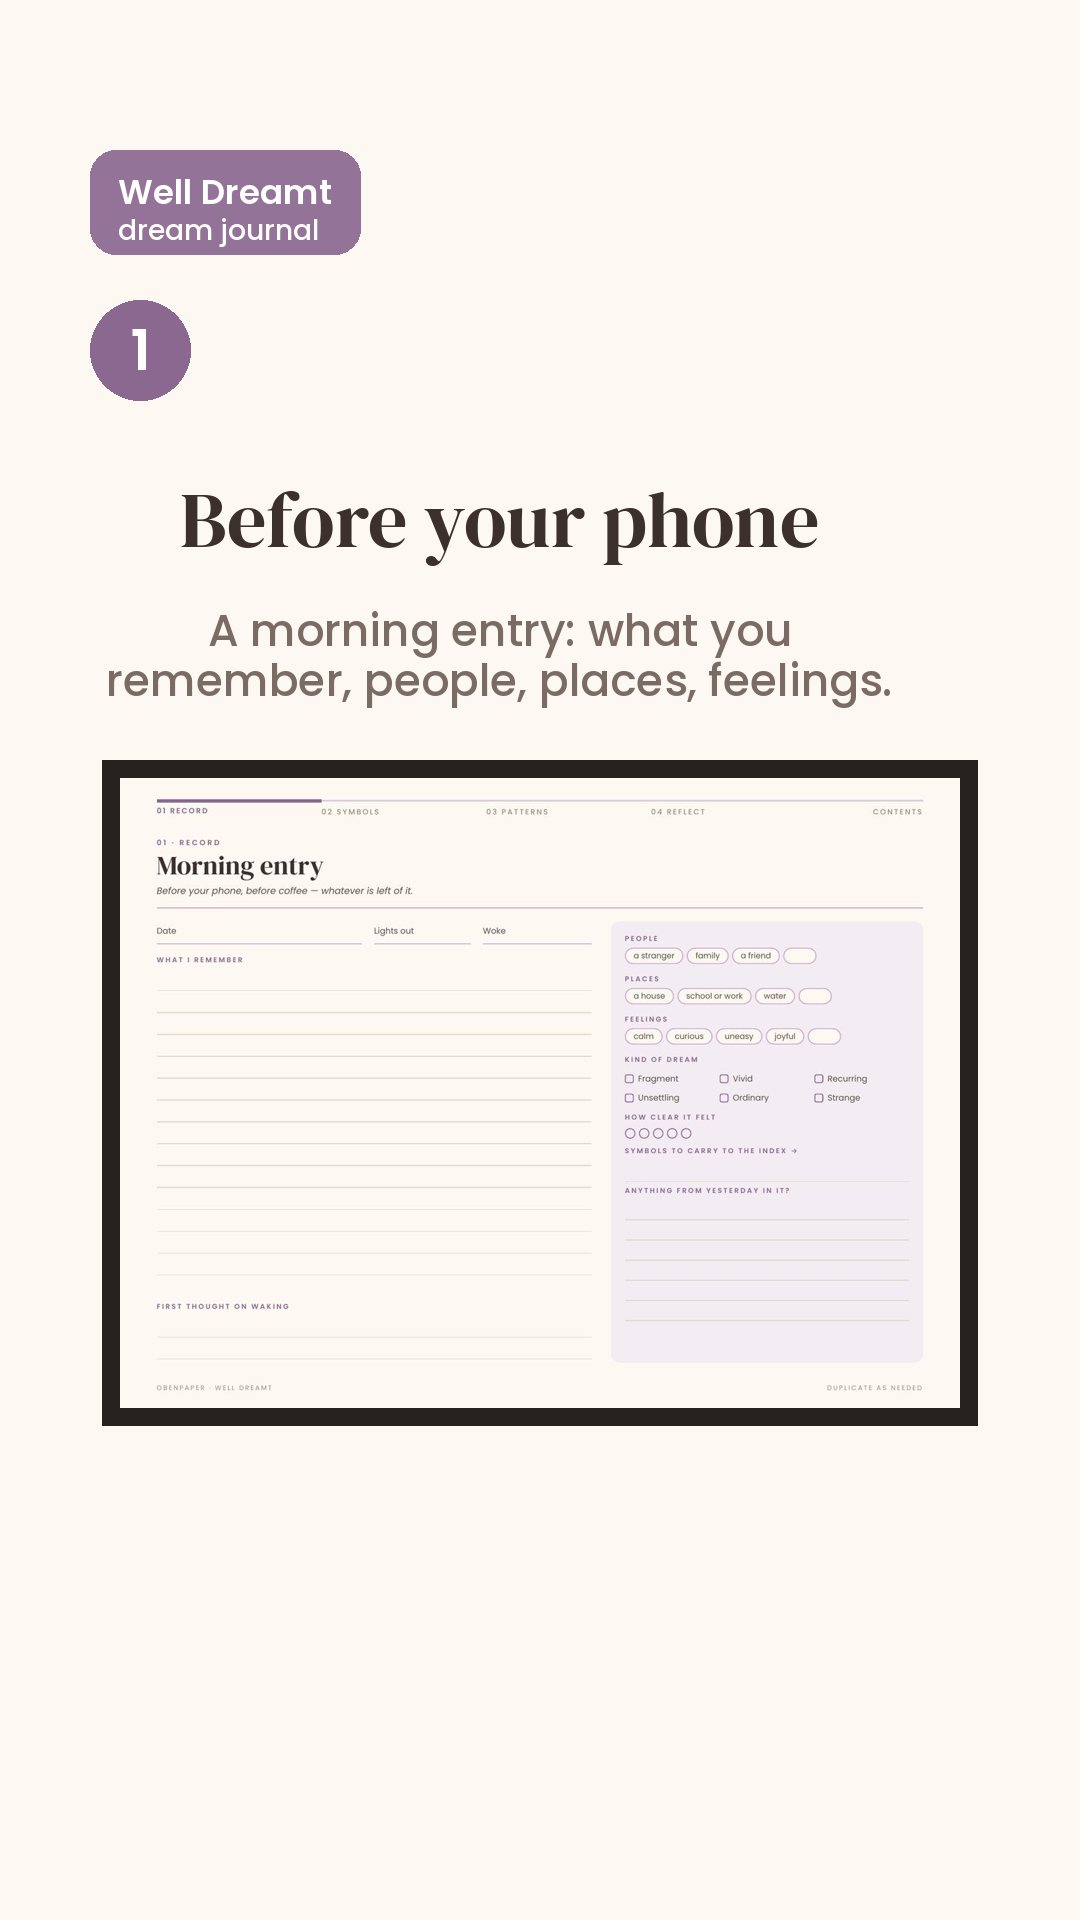 Well Dreamt
dream journal
1
Before your phone
A morning entry: what you
remember, people, places, feelings.
01 RECORD
02 SYMBOLS
03 PATTERNS
04 REFLECT
CONTENTS
01 · RECORD
Morning entry
Before your phone, before coffee — whatever is left of it.
Date
Lights out
Woke
WHAT I REMEMBER
FIRST THOUGHT ON WAKING
PEOPLE
a stranger
family
a friend
PLACES
a house
school or work
water
FEELINGS
calm
curious
uneasy
joyful
KIND OF DREAM
Fragment
Vivid
Recurring
Unsettling
Ordinary
Strange
HOW CLEAR IT FELT
SYMBOLS TO CARRY TO THE INDEX →
ANYTHING FROM YESTERDAY IN IT?
OBENPAPER · WELL DREAMT
DUPLICATE AS NEEDED